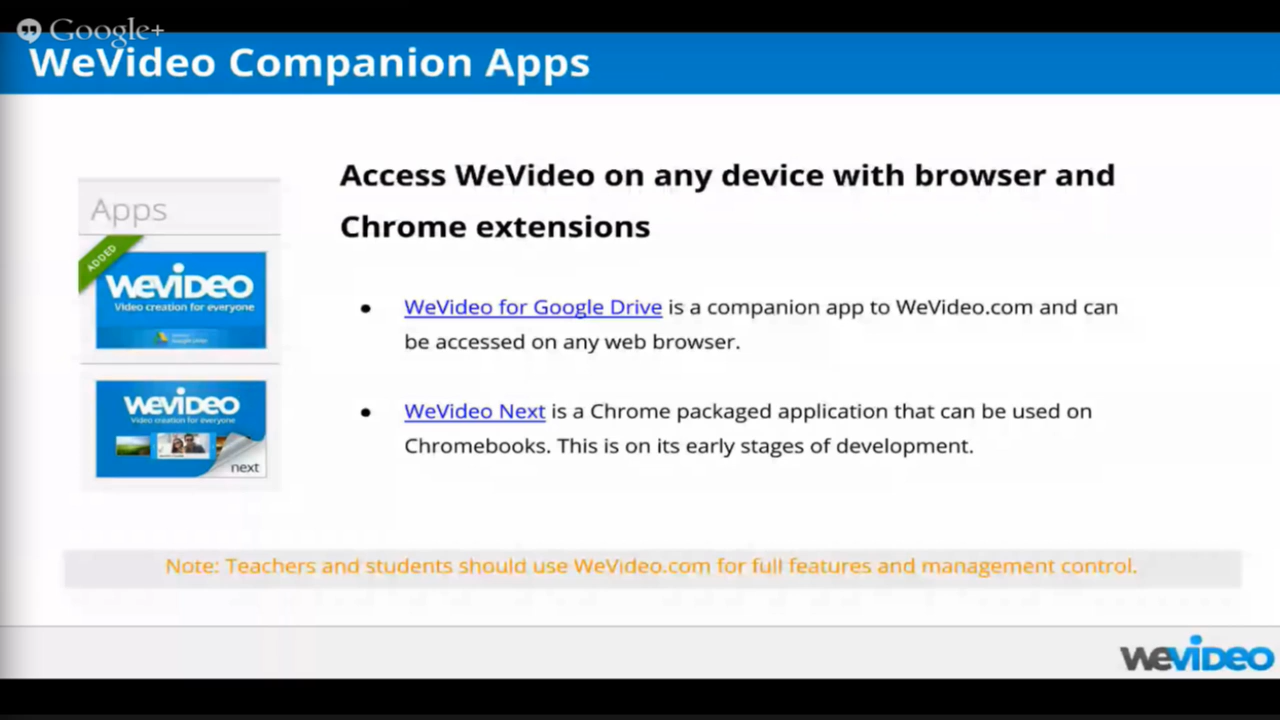 Google+
WeVideo Companion Apps
Access WeVideo on any device with browser and
Chrome extensions
Apps
ADDED
WEVIDEO
Video creation for everyone
WeVideo for Google Drive is a companion app to WeVideo.com and can
be accessed on any web browser.
WEVIDEO
Video creation for everyone
next
WeVideo Next is a Chrome packaged application that can be used on
Chromebooks. This is on its early stages of development.
Note: Teachers and students should use WeVideo.com for full features and management control.
WEVIDEO